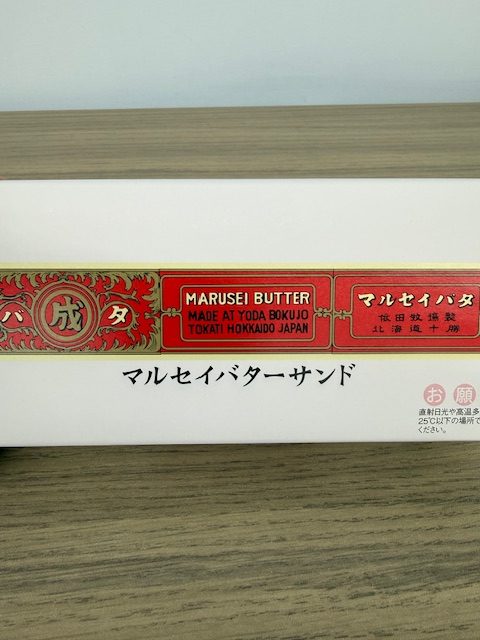 バ 成 タ
MARUSEI BUTTER
MADE AT YODA BOKUJO
TOKATI HOKKAIDO JAPAN
マルセイバタ
依田牧場製
北海道十勝
マルセイバターサンド
お願
直射日光や高温多
25℃以下の場所で
ください。